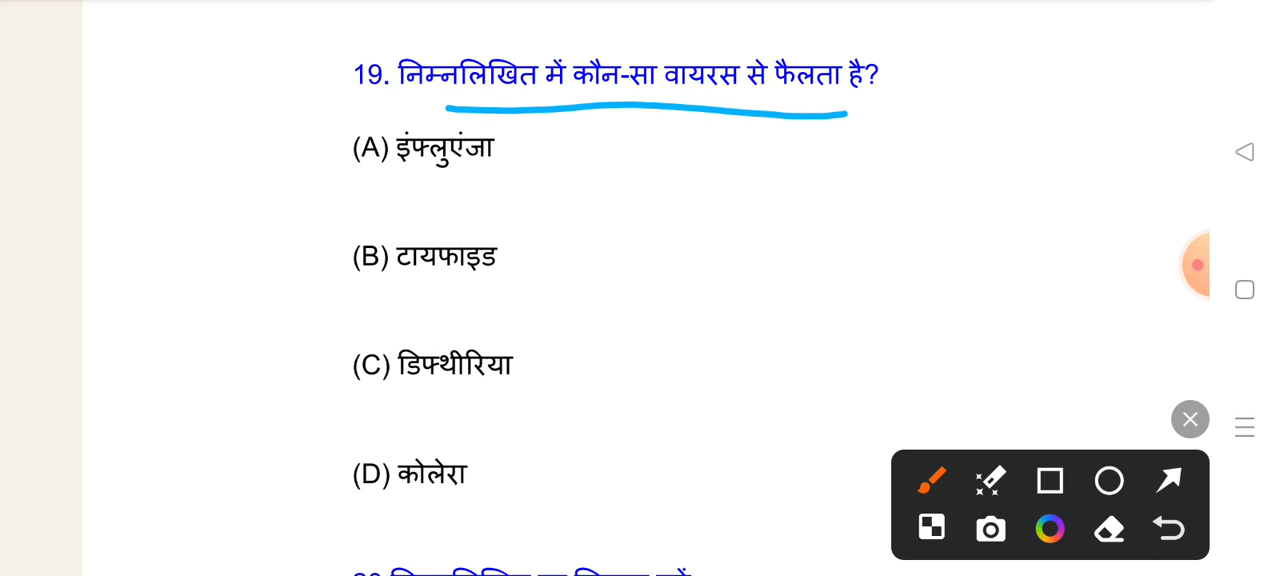 19. निम्नलिखित में कौन-सा वायरस से फैलता है?
(A) इंफ्लुएंजा
(B) टायफाइड
(C) डिफ्थीरिया
(D) कोलेरा